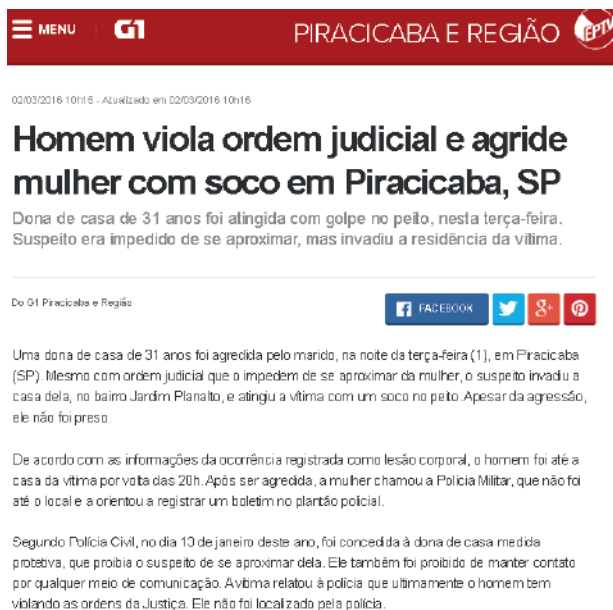 MENU G1 PIRACICABA E REGIÃO EPTV
02/03/2016 10h16 - Atualizado em 02/03/2016 10h16
Homem viola ordem judicial e agride
mulher com soco em Piracicaba, SP
Dona de casa de 31 anos foi atingida com golpe no peito, nesta terça-feira.
Suspeito era impedido de se aproximar, mas invadiu a residência da vítima.
Do G1 Piracicaba e Região
FACEBOOK
Uma dona de casa de 31 anos foi agredida pelo marido, na noite da terça-feira (1), em Piracicaba
(SP). Mesmo com ordem judicial que o impedem de se aproximar da mulher, o suspeito invadiu a
casa dela, no bairro Jardim Planalto, e atingiu a vítima com um soco no peito. Apesar da agressão,
ele não foi preso.
De acordo com as informações da ocorrência registrada como lesão corporal, o homem foi até a
casa da vítima por volta das 20h. Após ser agredida, a mulher chamou a Polícia Militar, que não foi
até o local e a orientou a registrar um boletim no plantão policial.
Segundo Polícia Civil, no dia 13 de janeiro deste ano, foi concedida à dona de casa medida
protetiva, que proibia o suspeito de se aproximar dela. Ele também foi proibido de manter contato
por qualquer meio de comunicação. A vítima relatou à polícia que ultimamente o homem tem
violando as ordens da Justiça. Ele não foi localizado pela polícia.